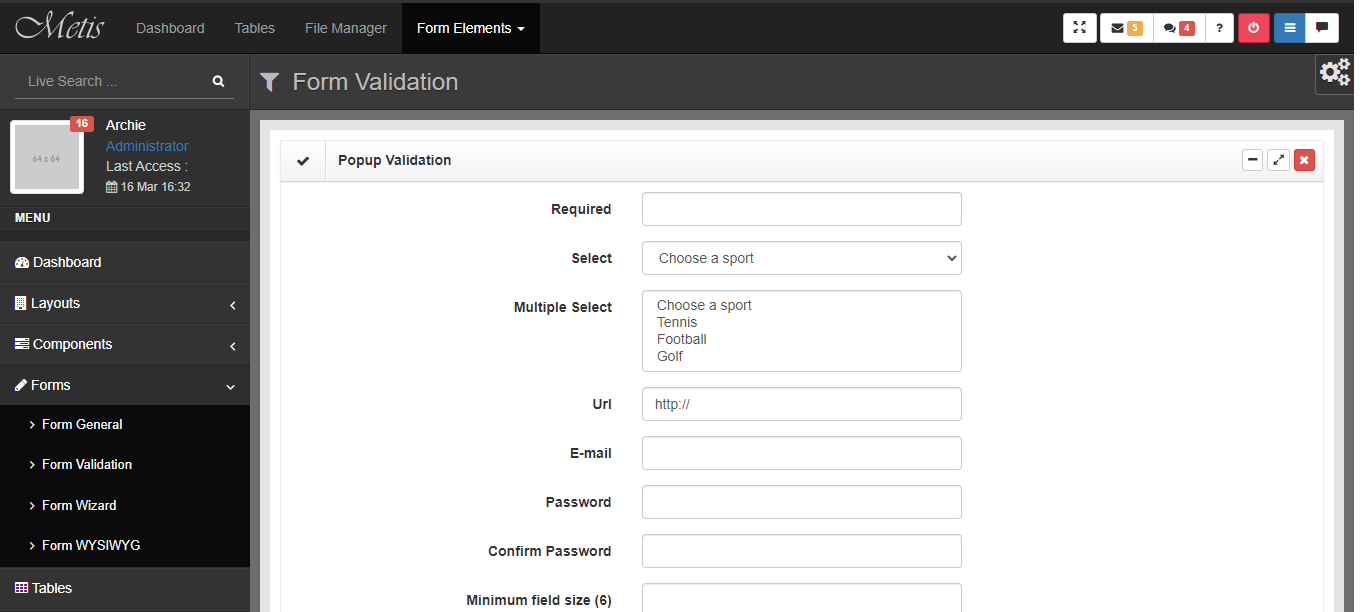 Metis
Dashboard
Tables
File Manager
Form Elements
5
4
?
Live Search ...
Form Validation
16
64 x 64
Archie
Administrator
Last Access :
16 Mar 16:32
MENU
Dashboard
Layouts
Components
Forms
Form General
Form Validation
Form Wizard
Form WYSIWYG
Tables
Popup Validation
Required
Select
Choose a sport
Multiple Select
Choose a sport
Tennis
Football
Golf
Url
http://
E-mail
Password
Confirm Password
Minimum field size (6)